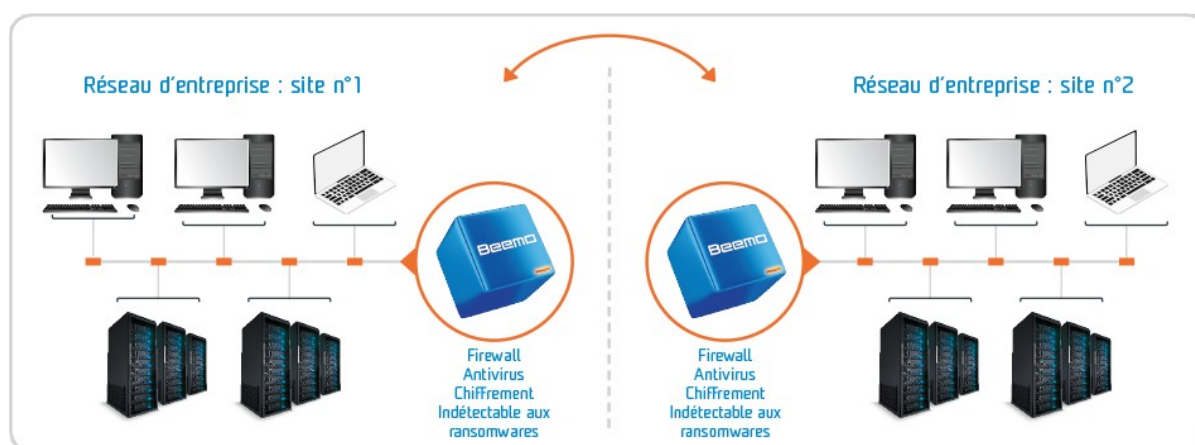 Réseau d'entreprise : site n°1
Réseau d'entreprise : site n°2
Beemo
Beemo
Firewall
Antivirus
Chiffrement
Indétectable aux
ransomwares
Firewall
Antivirus
Chiffrement
Indétectable aux
ransomwares